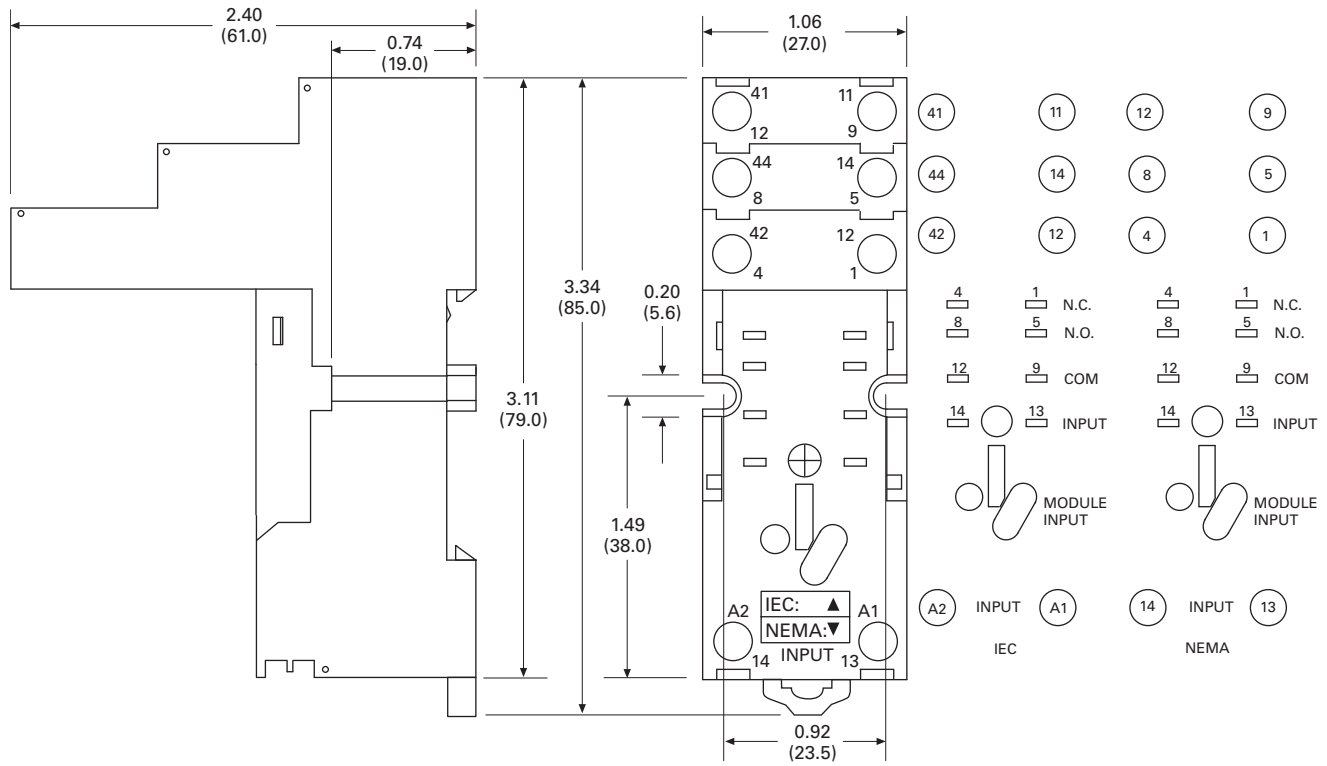 2.40
(61.0)
0.74
(19.0)
1.06
(27.0)
41 11
12 9
44 14
8 5
42 12
4 1
3.34
(85.0)
3.11
(79.0)
0.20
(5.6)
1.49
(38.0)
A2 IEC: ▲ A1
NEMA:▼
14 INPUT 13
0.92
(23.5)
41 11 12 9
44 14 8 5
42 12 4 1
4 1 N.C. 4 1 N.C.
8 5 N.O. 8 5 N.O.
12 9 COM 12 9 COM
14 13 INPUT 14 13 INPUT
MODULE INPUT MODULE INPUT
A2 INPUT A1 14 INPUT 13
IEC NEMA